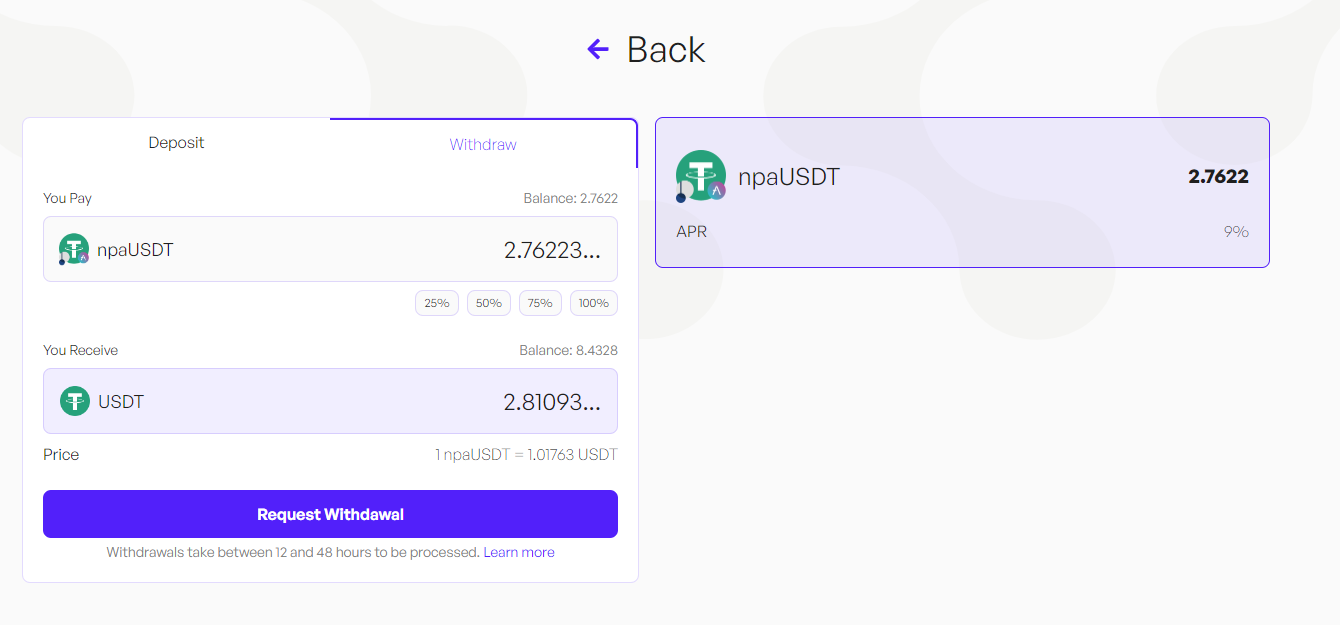 Back
Deposit
Withdraw
You Pay
Balance: 2.7622
npaUSDT
2.76223...
25%
50%
75%
100%
You Receive
Balance: 8.4328
USDT
2.81093...
Price
1 npaUSDT = 1.01763 USDT
Request Withdawal
Withdrawals take between 12 and 48 hours to be processed. Learn more
npaUSDT
2.7622
APR
9%